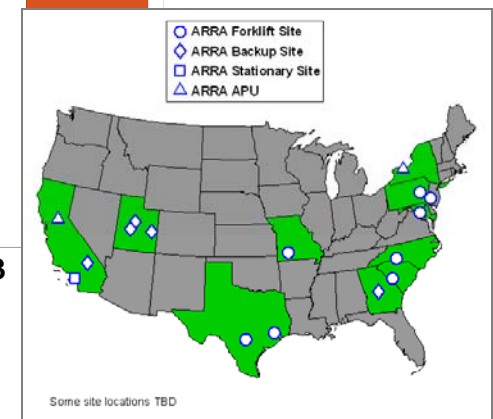 ARRA Forklift Site
ARRA Backup Site
ARRA Stationary Site
ARRA APU
Some site locations TBD